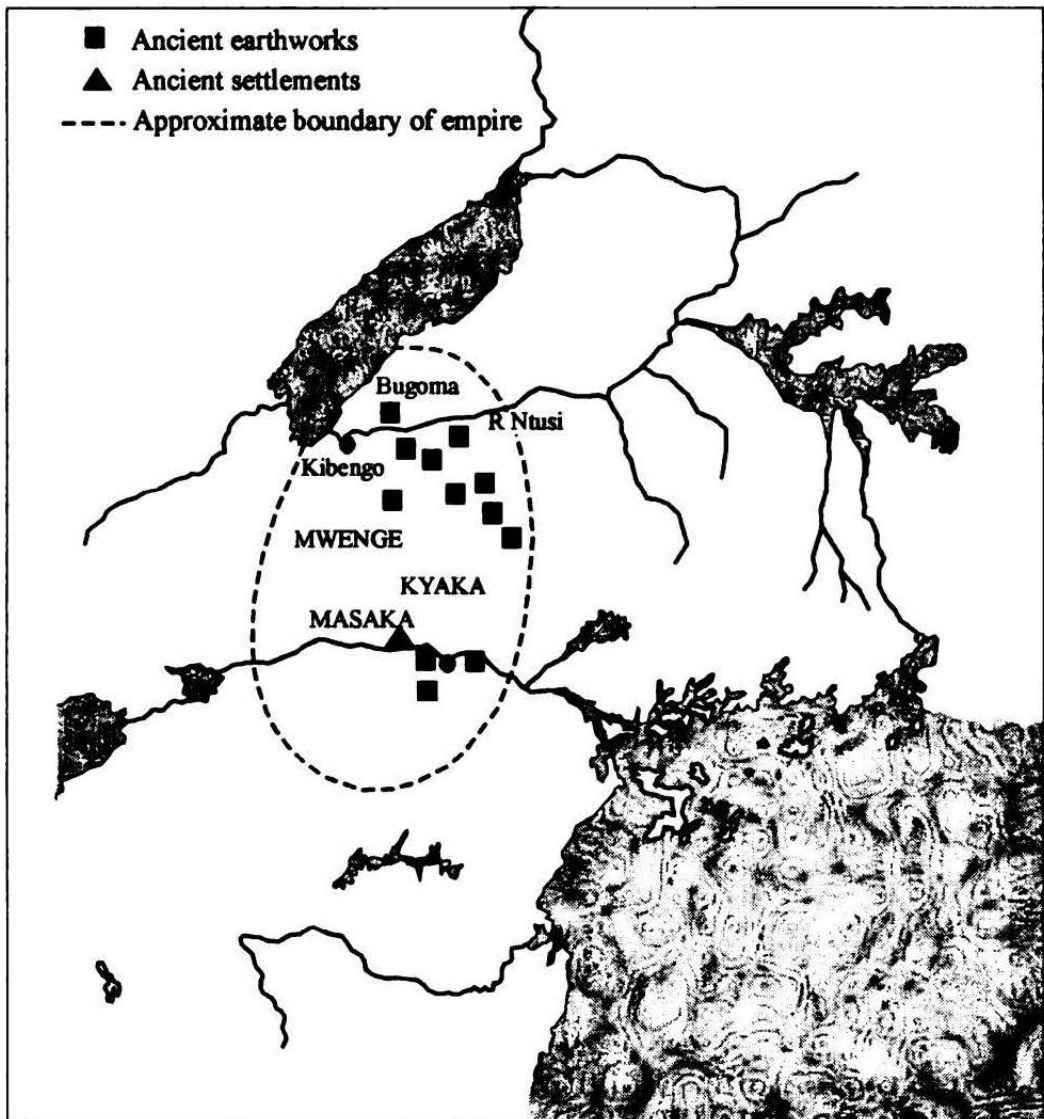 Ancient earthworks
Ancient settlements
Approximate boundary of empire
Bugoma
R Ntusi
Kibengo
MWENGE
KYAKA
MASAKA